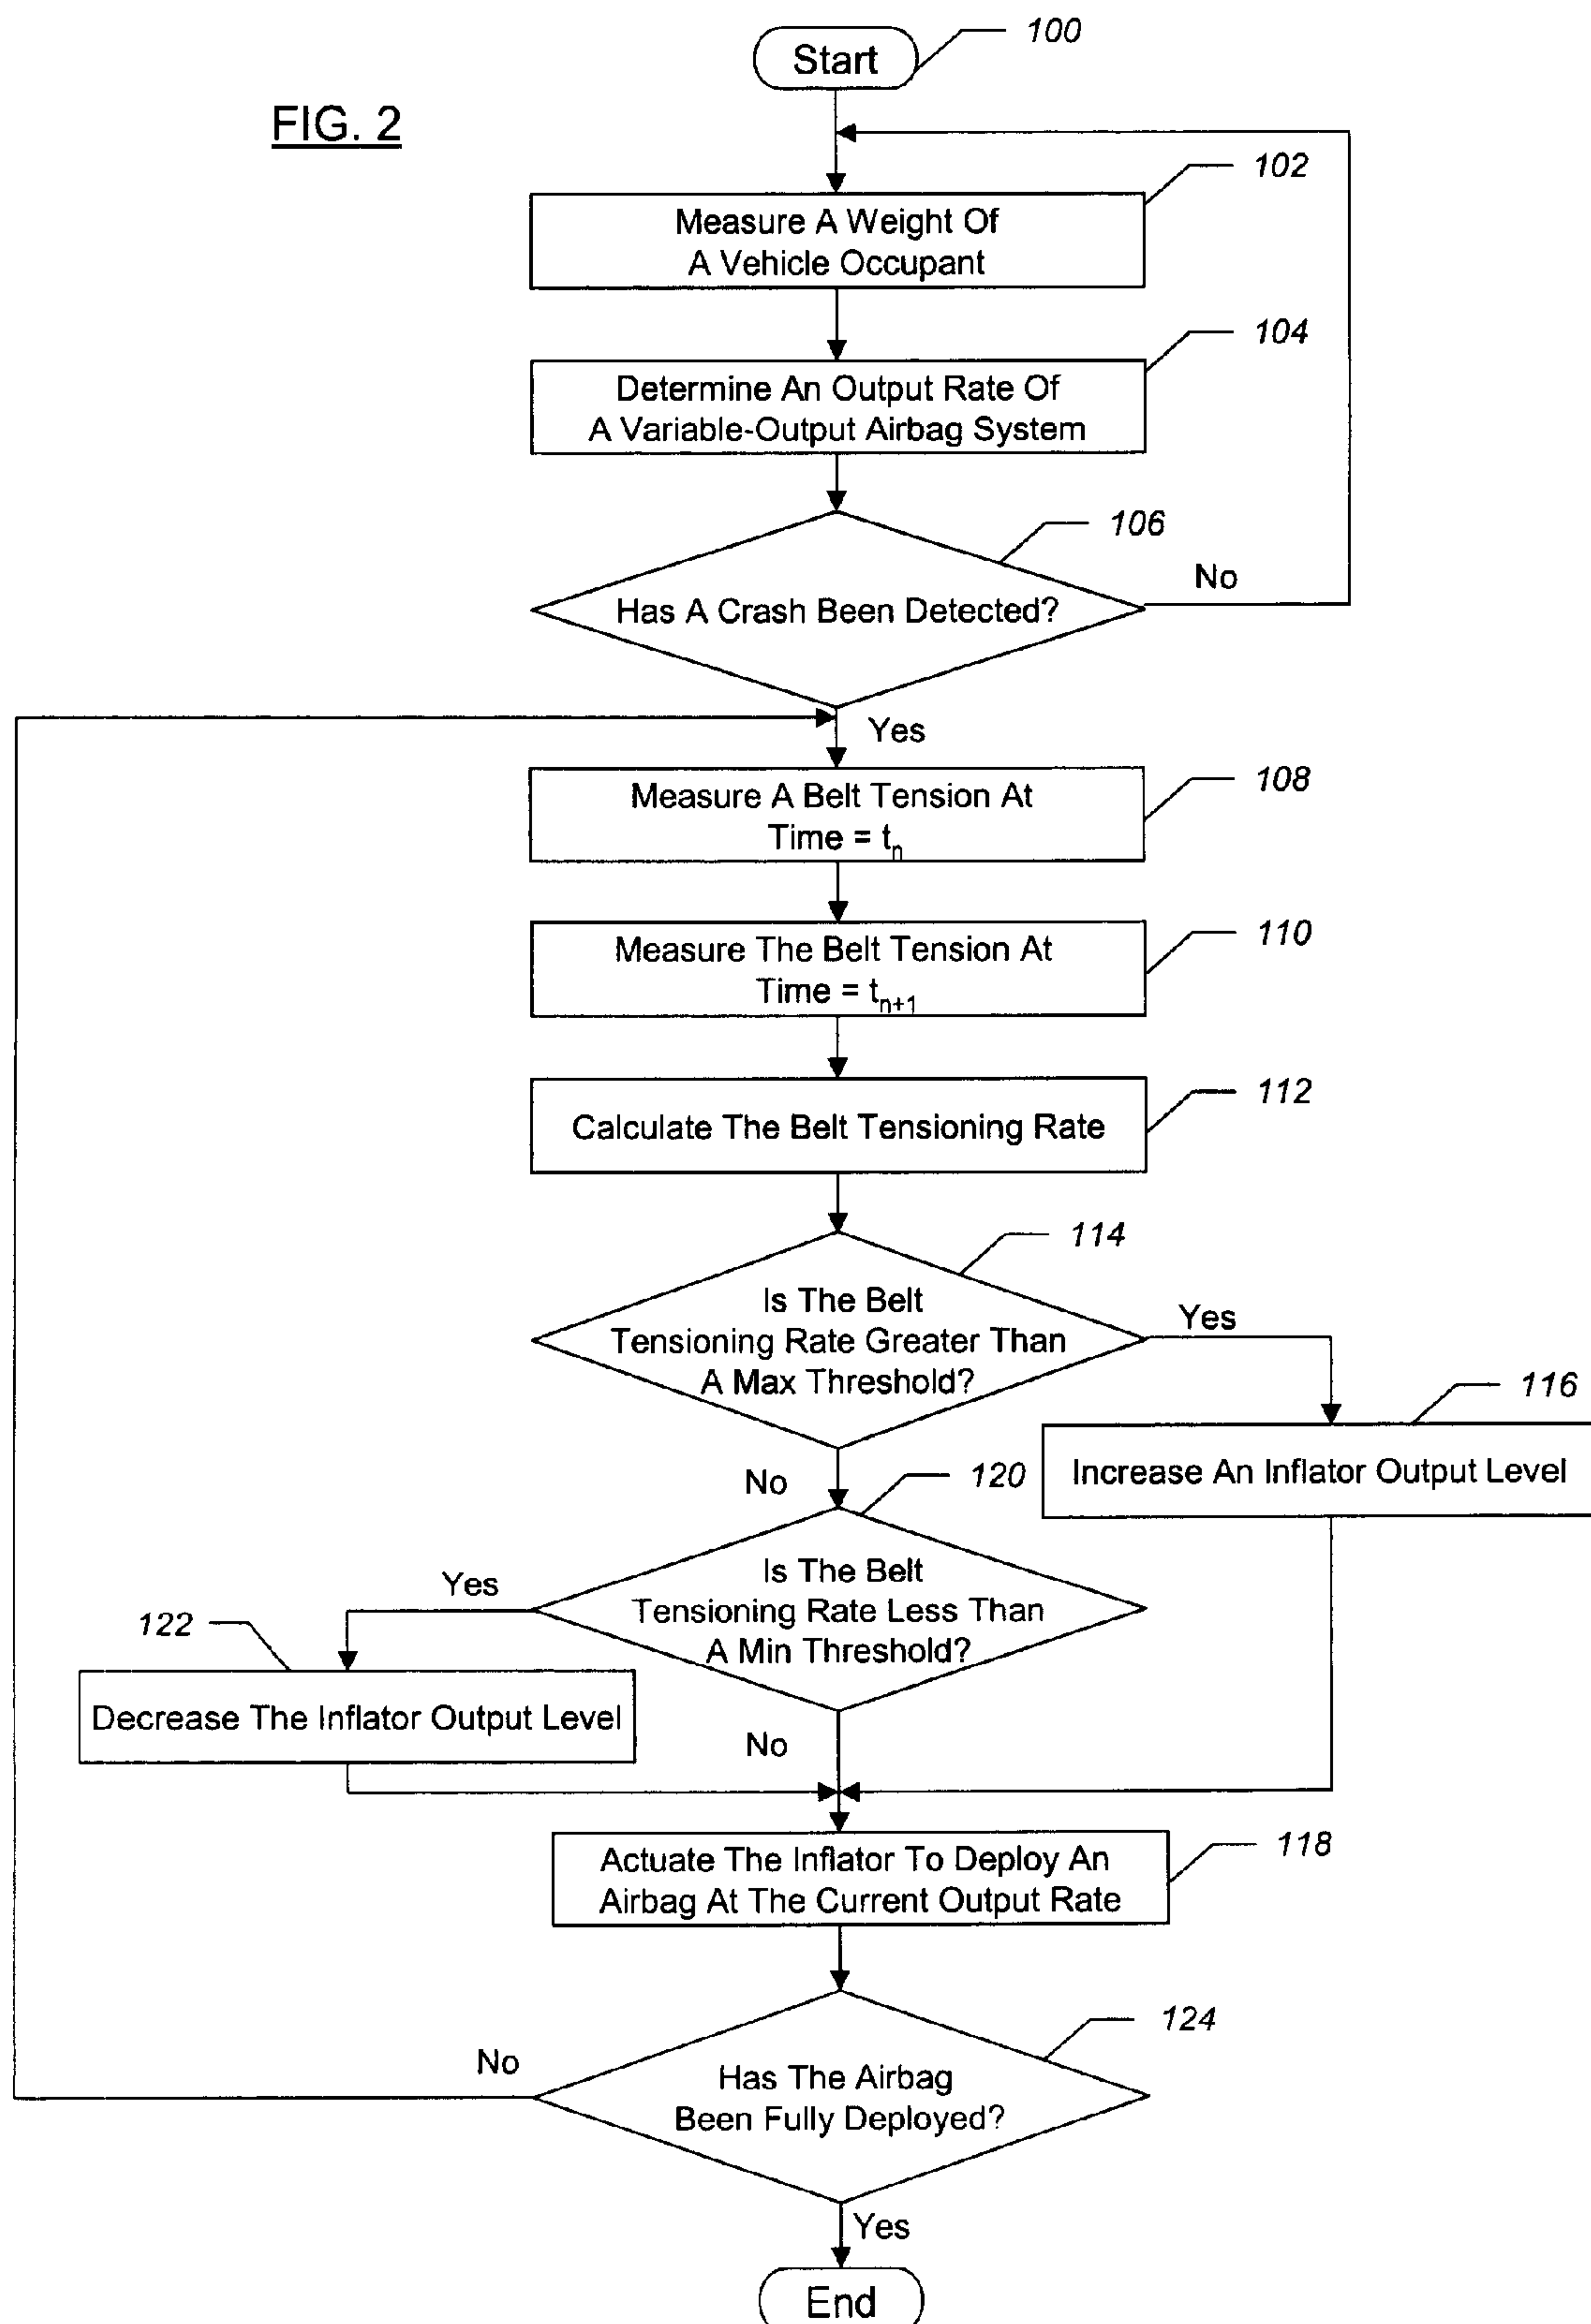 100
Start
FIG. 2
102
Measure A Weight Of
A Vehicle Occupant
104
Determine An Output Rate Of
A Variable-Output Airbag System
106
No
Has A Crash Been Detected?
Yes
108
Measure A Belt Tension At
Time = tn
110
Measure The Belt Tension At
Time = tn+1
112
Calculate The Belt Tensioning Rate
114
Is The Belt
Tensioning Rate Greater Than
A Max Threshold?
Yes
116
Increase An Inflator Output Level
No
120
Is The Belt
Tensioning Rate Less Than
A Min Threshold?
Yes
122
Decrease The Inflator Output Level
No
118
Actuate The Inflator To Deploy An
Airbag At The Current Output Rate
124
No
Has The Airbag
Been Fully Deployed?
Yes
End